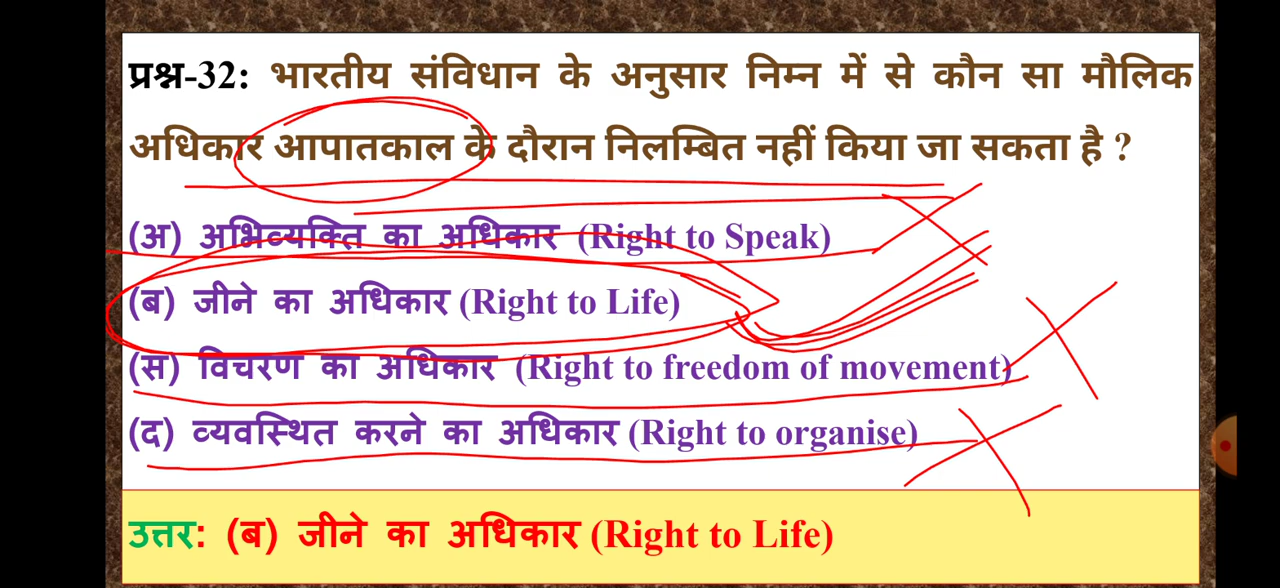 प्रश्न-32: भारतीय संविधान के अनुसार निम्न में से कौन सा मौलिक
अधिकार आपातकाल के दौरान निलम्बित नहीं किया जा सकता है ?
(अ) अभिव्यक्ति का अधिकार (Right to Speak)
(ब) जीने का अधिकार (Right to Life)
(स) विचरण का अधिकार (Right to freedom of movement)
(द) व्यवस्थित करने का अधिकार (Right to organise)
उत्तर: (ब) जीने का अधिकार (Right to Life)